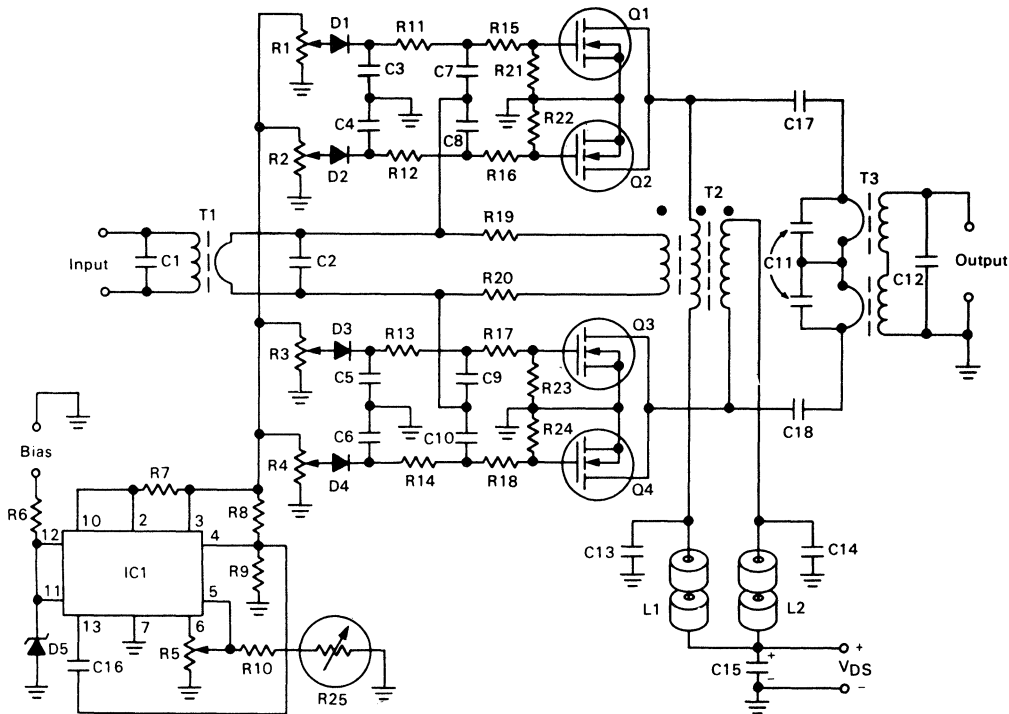 Q1
D1
R11
R15
R1
C3
C7
R21
C4
C8
R22
C17
R2
D2
R12
R16
Q2
T1
R19
T2
T3
Input
C1
C2
C11
C12
Output
R20
Q3
D3
R13
R17
R3
C5
C9
R23
C6
C10
R24
C18
Bias
R4
D4
R14
R18
Q4
R7
R6
10
2
3
R8
12
4
C13
C14
IC1
R9
11
5
L1
L2
13
7
6
D5
C16
R5
R10
R25
C15
+
−
+
VDS
−